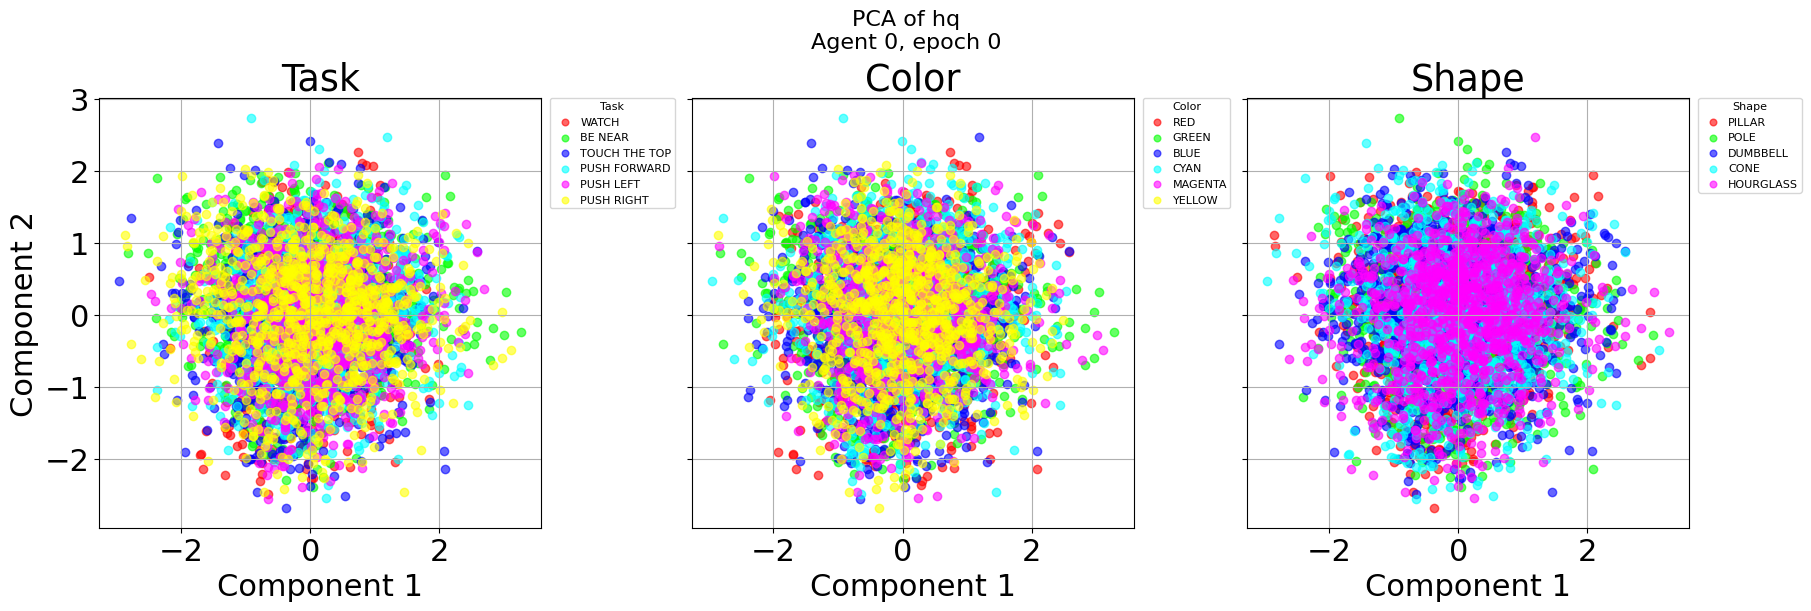 PCA of hq
Agent 0, epoch 0
Task
Component 2
3
2
1
0
−1
−2
−2 0 2
Component 1
Task
WATCH
BE NEAR
TOUCH THE TOP
PUSH FORWARD
PUSH LEFT
PUSH RIGHT
Color
−2 0 2
Component 1
Color
RED
GREEN
BLUE
CYAN
MAGENTA
YELLOW
Shape
−2 0 2
Component 1
Shape
PILLAR
POLE
DUMBBELL
CONE
HOURGLASS